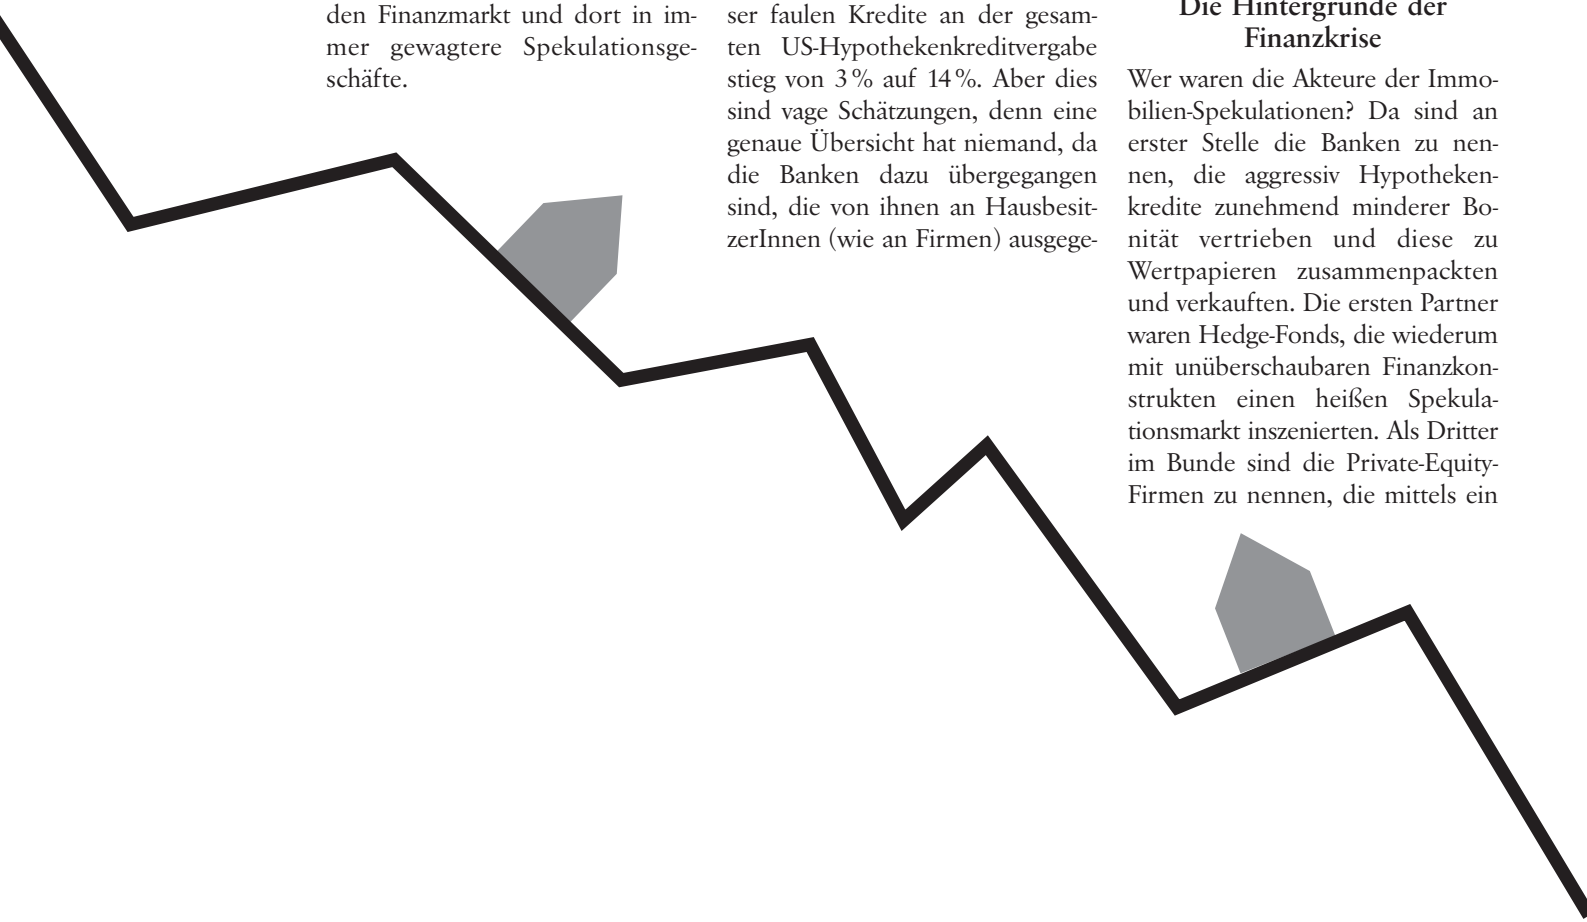 den Finanzmarkt und dort in im-
mer gewagtere Spekulationsge-
schäfte.
ser faulen Kredite an der gesam-
ten US-Hypothekenkreditvergabe
stieg von 3 % auf 14 %. Aber dies
sind vage Schätzungen, denn eine
genaue Übersicht hat niemand, da
die Banken dazu übergegangen
sind, die von ihnen an Hausbesit-
zerInnen (wie an Firmen) ausgege-
Die Hintergründe der
Finanzkrise
Wer waren die Akteure der Immo-
bilien-Spekulationen? Da sind an
erster Stelle die Banken zu nen-
nen, die aggressiv Hypotheken-
kredite zunehmend minderer Bo-
nität vertrieben und diese zu
Wertpapieren zusammenpackten
und verkauften. Die ersten Partner
waren Hedge-Fonds, die wiederum
mit unüberschaubaren Finanzkon-
strukten einen heißen Spekula-
tionsmarkt inszenierten. Als Dritter
im Bunde sind die Private-Equity-
Firmen zu nennen, die mittels ein